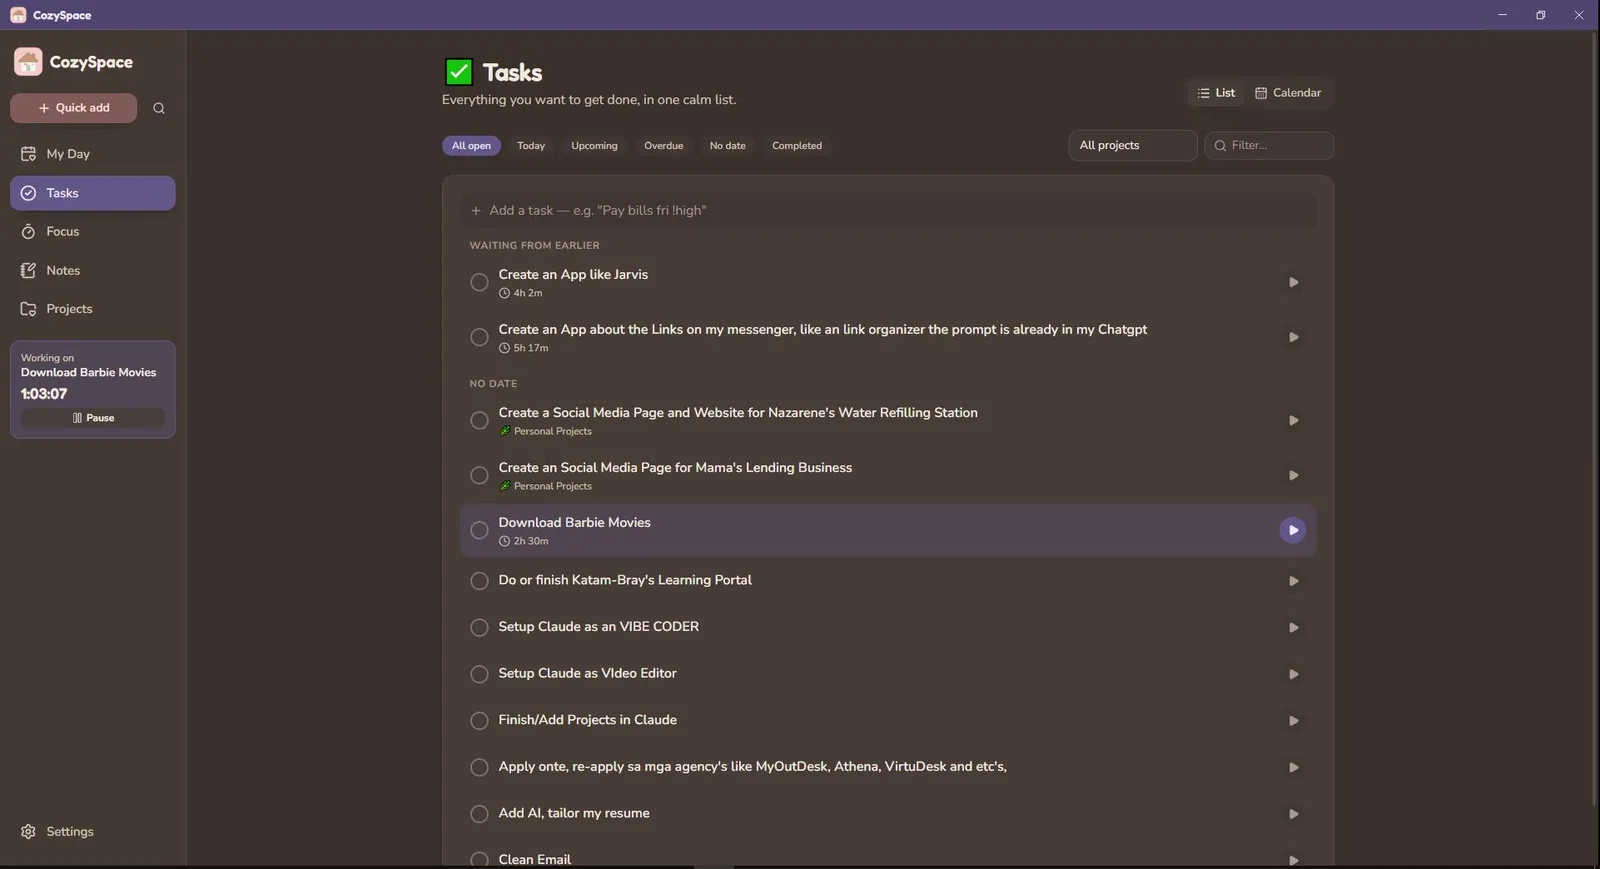 CozySpace
CozySpace
+ Quick add
My Day
Tasks
Focus
Notes
Projects
Working on
Download Barbie Movies
1:03:07
Pause
Settings
Tasks
Everything you want to get done, in one calm list.
List
Calendar
All open
Today
Upcoming
Overdue
No date
Completed
All projects
Filter...
+ Add a task — e.g. "Pay bills fri !high"
WAITING FROM EARLIER
Create an App like Jarvis
4h 2m
Create an App about the Links on my messenger, like an link organizer the prompt is already in my Chatgpt
5h 17m
NO DATE
Create a Social Media Page and Website for Nazarene's Water Refilling Station
Personal Projects
Create an Social Media Page for Mama's Lending Business
Personal Projects
Download Barbie Movies
2h 30m
Do or finish Katam-Bray's Learning Portal
Setup Claude as an VIBE CODER
Setup Claude as VIdeo Editor
Finish/Add Projects in Claude
Apply onte, re-apply sa mga agency's like MyOutDesk, Athena, VirtuDesk and etc's,
Add AI, tailor my resume
Clean Email